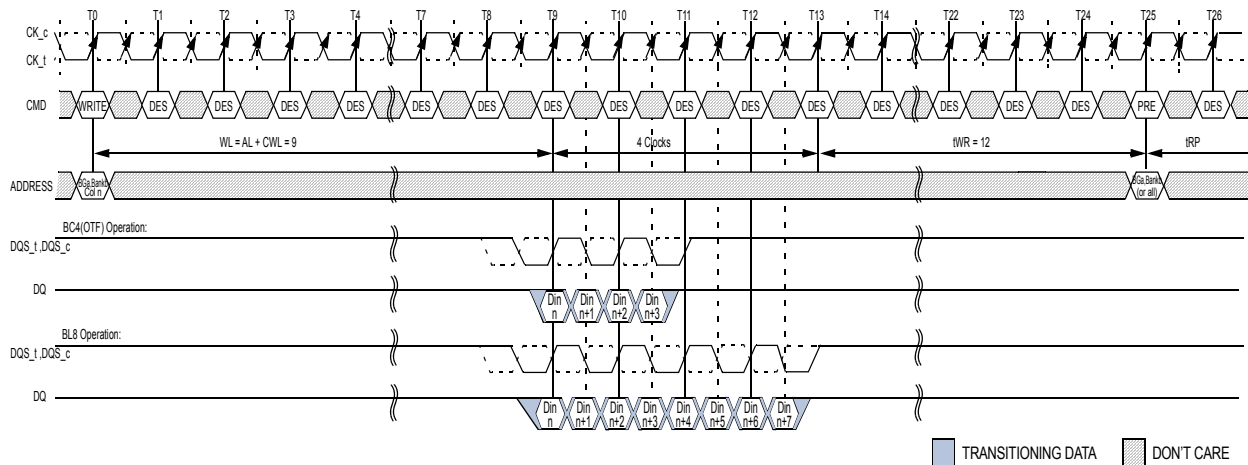 T0 T1 T2 T3 T4 T7 T8 T9 T10 T11 T12 T13 T14 T22 T23 T24 T25 T26
CK_c
CK_t
CMD WRITE DES DES DES DES DES DES DES DES DES DES DES DES DES DES DES PRE DES
WL = AL + CWL = 9 4 Clocks tWR = 12 tRP
ADDRESS BGa,Bankb Col n BGa,Bankb (or all)
BC4(OTF) Operation:
DQS_t ,DQS_c
DQ Din n Din n+1 Din n+2 Din n+3
BL8 Operation:
DQS_t ,DQS_c
DQ Din n Din n+1 Din n+2 Din n+3 Din n+4 Din n+5 Din n+6 Din n+7
TRANSITIONING DATA DON'T CARE